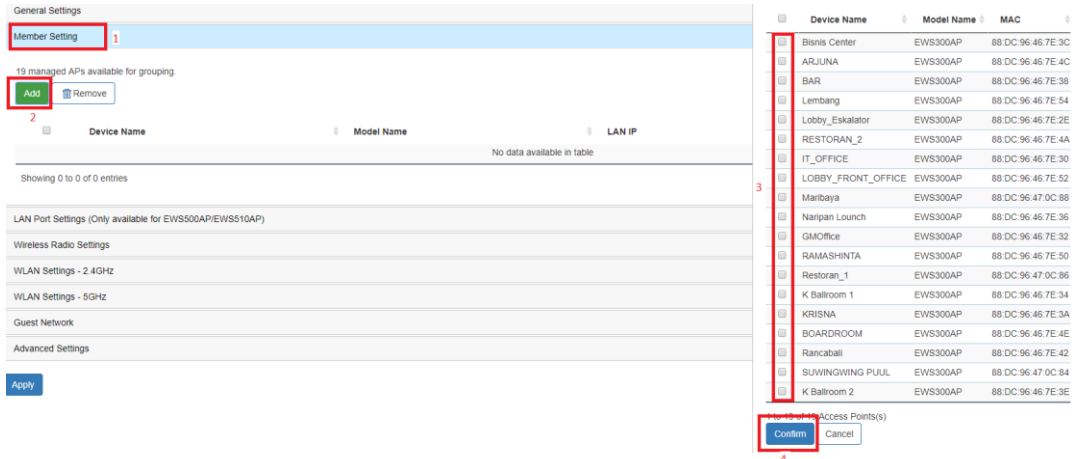 General Settings
Member Setting
1
19 managed APs available for grouping.
Add
Remove
2
Device Name Model Name LAN IP
No data available in table
Showing 0 to 0 of 0 entries
LAN Port Settings (Only available for EWS500AP/EWS510AP)
Wireless Radio Settings
WLAN Settings - 2.4GHz
WLAN Settings - 5GHz
Guest Network
Advanced Settings
Apply
Device Name Model Name MAC
Bisnis Center EWS300AP 88:DC:96:46:7E:3C
ARJUNA EWS300AP 88:DC:96:46:7E:4C
BAR EWS300AP 88:DC:96:46:7E:38
Lembang EWS300AP 88:DC:96:46:7E:54
Lobby_Eskalator EWS300AP 88:DC:96:46:7E:2E
RESTORAN_2 EWS300AP 88:DC:96:46:7E:4A
IT_OFFICE EWS300AP 88:DC:96:46:7E:30
LOBBY_FRONT_OFFICE EWS300AP 88:DC:96:46:7E:52
3
Maribaya EWS300AP 88:DC:96:47:0C:88
Naripan Lounch EWS300AP 88:DC:96:46:7E:36
GMOffice EWS300AP 88:DC:96:46:7E:32
RAMASHINTA EWS300AP 88:DC:96:46:7E:50
Restoran_1 EWS300AP 88:DC:96:47:0C:86
K Ballroom 1 EWS300AP 88:DC:96:46:7E:34
KRISNA EWS300AP 88:DC:96:46:7E:3A
BOARDROOM EWS300AP 88:DC:96:46:7E:4E
Rancabali EWS300AP 88:DC:96:46:7E:42
SUWINGWING PUUL EWS300AP 88:DC:96:47:0C:84
K Ballroom 2 EWS300AP 88:DC:96:46:7E:3E
1 to 19 of 19 Access Points(s)
Confirm
Cancel
4